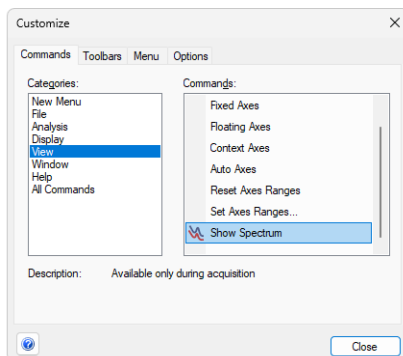 Customize
Commands Toolbars Menu Options
Categories:
New Menu
File
Analysis
Display
View
Window
Help
All Commands
Commands:
Fixed Axes
Floating Axes
Context Axes
Auto Axes
Reset Axes Ranges
Set Axes Ranges...
Show Spectrum
Description: Available only during acquisition
Close